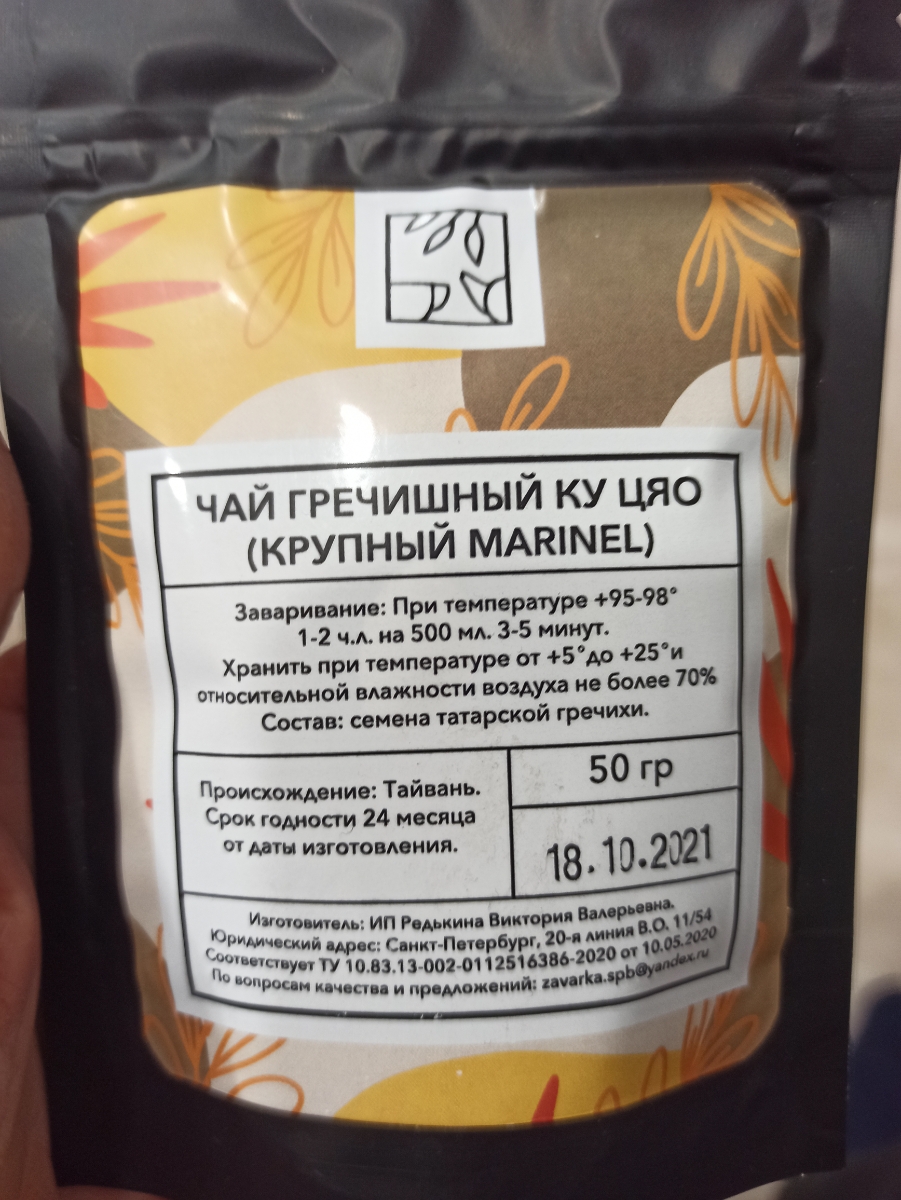 ЧАЙ ГРЕЧИШНЫЙ КУ ЦЯО
(КРУПНЫЙ MARINEL)
Заваривание: При температуре +95-98°
1-2 ч.л. на 500 мл. 3-5 минут.
Хранить при температуре от +5°до +25°и
относительной влажности воздуха не более 70%
Состав: семена татарской гречихи.
Происхождение: Тайвань.
Срок годности 24 месяца
от даты изготовления.
50 гр
18.10.2021
Изготовитель: ИП Редькина Виктория Валерьевна.
Юридический адрес: Санкт-Петербург, 20-я линия В.О. 11/54
Соответствует ТУ 10.83.13-002-0112516386-2020 от 10.05.2020
По вопросам качества и предложений: zavarka.spb@yandex.ru